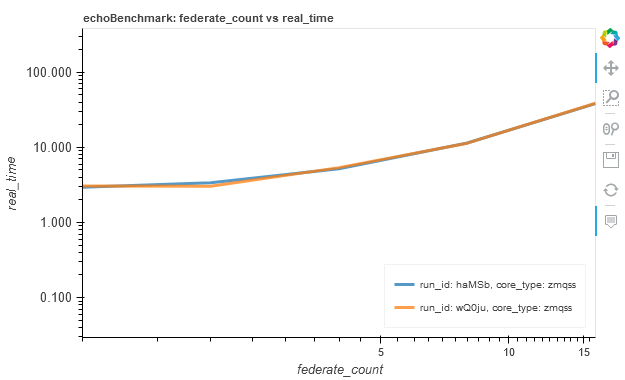 echoBenchmark: federate_count vs real_time
100.000
10.000
1.000
0.100
real_time
run_id: haMSb, core_type: zmqss
run_id: wQ0ju, core_type: zmqss
5
10
15
federate_count